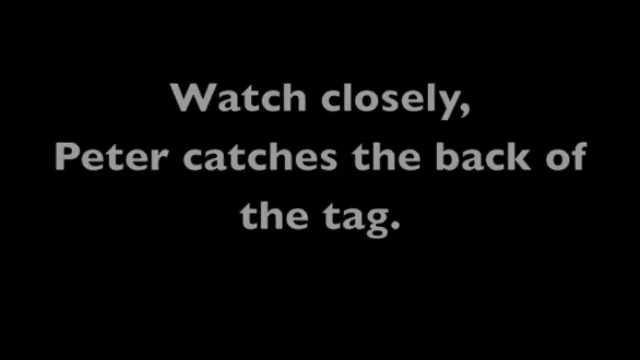 Watch closely,
Peter catches the back of
the tag.